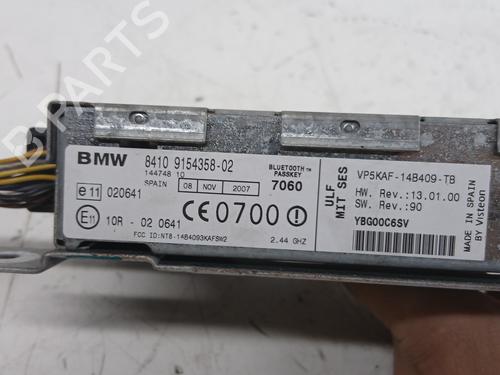 B-PARTS
BMW 8410 9154358-02
144748 10
SPAIN 08 NOV 2007
BLUETOOTH™
PASSKEY
7060
e11 020641
E11 10R - 02 0641
CE0700!
FCC ID:NT8-14B4093KAFSW2 2.44 GHZ
ULF
MIT SES
VP5KAF-14B409-TB
HW. Rev.:13.01.00
SW. Rev.:90
YBG00C6SV
MADE IN SPAIN
By Visteon